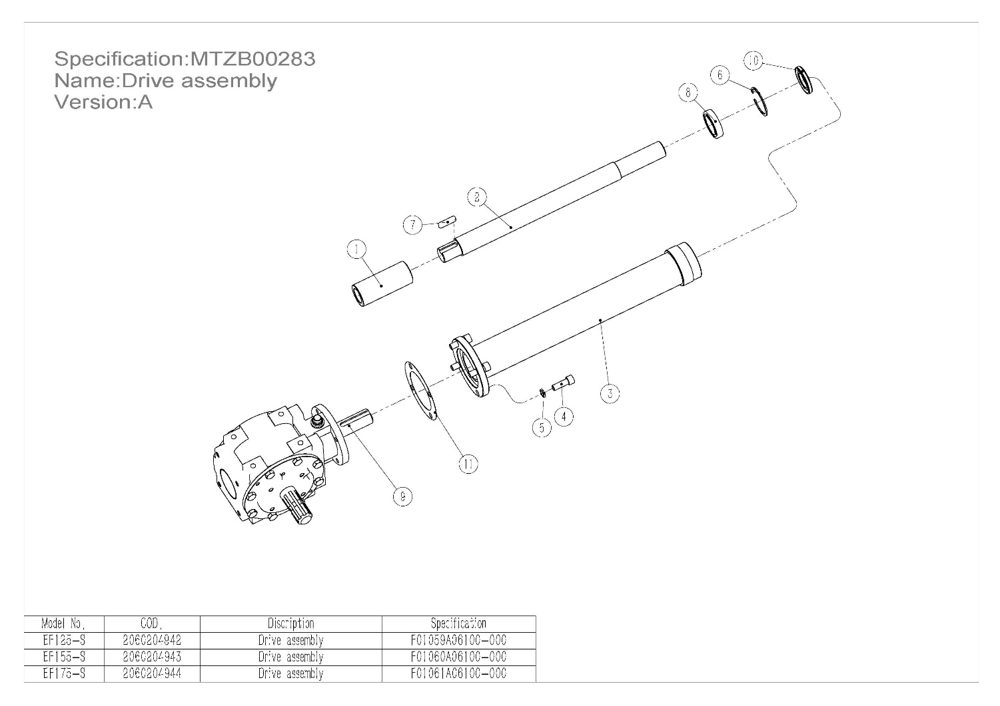 Specification:MTZB00283
Name:Drive assembly
Version:A
10
6
8
2
7
1
3
4
5
11
9
Model No. COD. Discription Specification
EF125-S 2060204942 Drive assembly F01059A06100-000
EF155-S 2060204943 Drive assembly F01060A06100-000
EF175-S 2060204944 Drive assembly F01061A06100-000